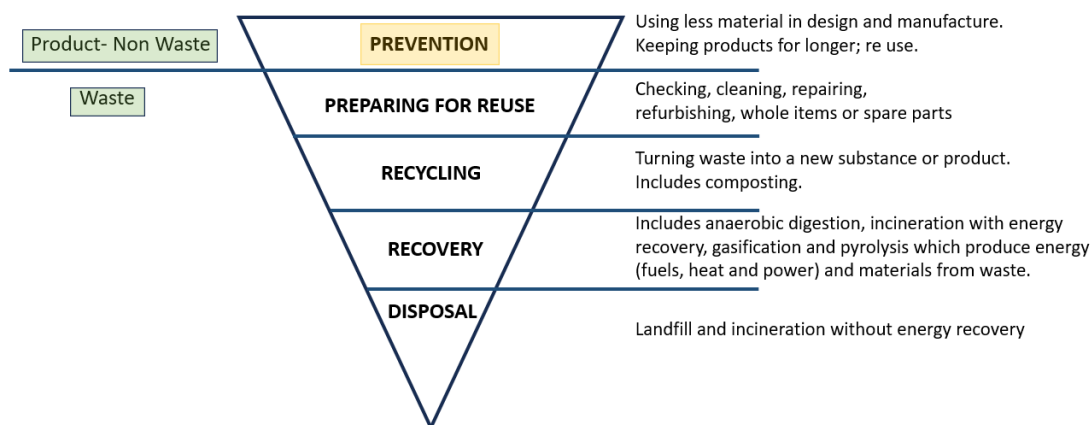 Product- Non Waste
PREVENTION
Using less material in design and manufacture.
Keeping products for longer; re use.
Waste
PREPARING FOR REUSE
Checking, cleaning, repairing,
refurbishing, whole items or spare parts
RECYCLING
Turning waste into a new substance or product.
Includes composting.
RECOVERY
Includes anaerobic digestion, incineration with energy
recovery, gasification and pyrolysis which produce energy
(fuels, heat and power) and materials from waste.
DISPOSAL
Landfill and incineration without energy recovery